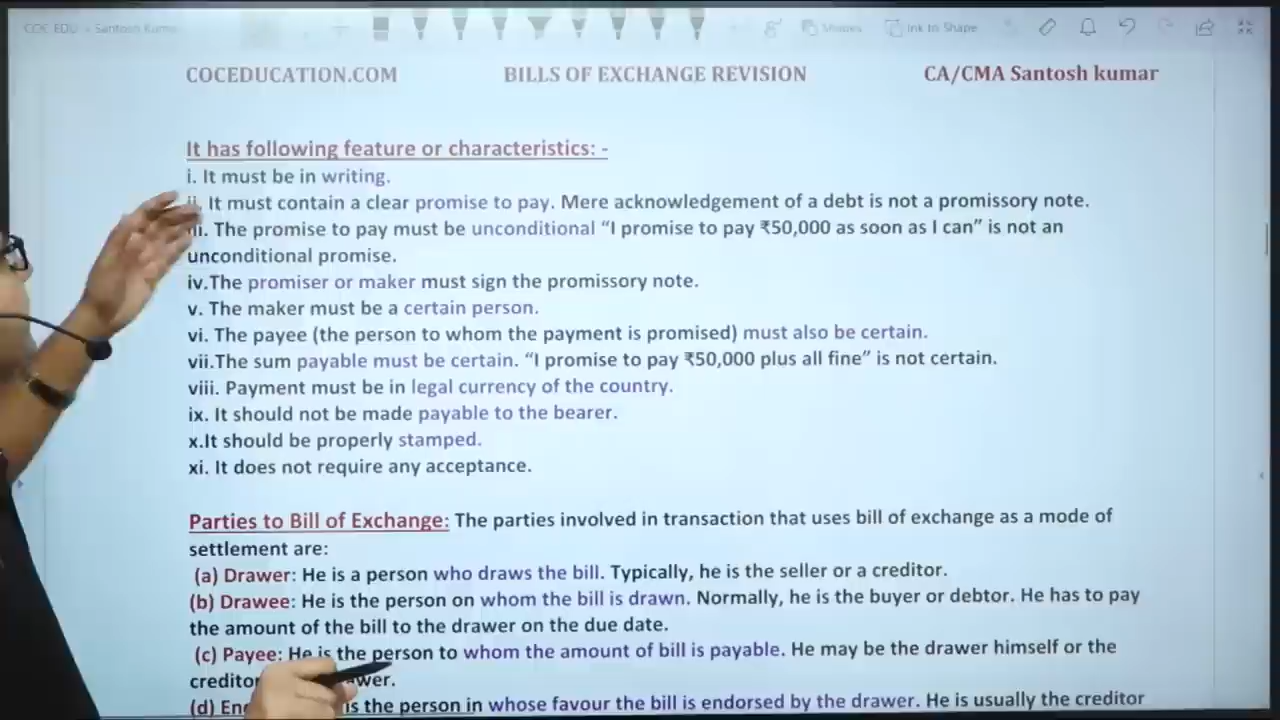 COC EDU - Santosh Kumar
Shapes
Ink to Shape
COCEDUCATION.COM BILLS OF EXCHANGE REVISION CA/CMA Santosh kumar
It has following feature or characteristics: -
i. It must be in writing.
ii. It must contain a clear promise to pay. Mere acknowledgement of a debt is not a promissory note.
iii. The promise to pay must be unconditional “I promise to pay ₹50,000 as soon as I can” is not an
unconditional promise.
iv.The promiser or maker must sign the promissory note.
v. The maker must be a certain person.
vi. The payee (the person to whom the payment is promised) must also be certain.
vii.The sum payable must be certain. “I promise to pay ₹50,000 plus all fine” is not certain.
viii. Payment must be in legal currency of the country.
ix. It should not be made payable to the bearer.
x.It should be properly stamped.
xi. It does not require any acceptance.
Parties to Bill of Exchange: The parties involved in transaction that uses bill of exchange as a mode of
settlement are:
(a) Drawer: He is a person who draws the bill. Typically, he is the seller or a creditor.
(b) Drawee: He is the person on whom the bill is drawn. Normally, he is the buyer or debtor. He has to pay
the amount of the bill to the drawer on the due date.
(c) Payee: He is the person to whom the amount of bill is payable. He may be the drawer himself or the
creditor
(d) is the person in whose favour the bill is endorsed by the drawer. He is usually the creditor